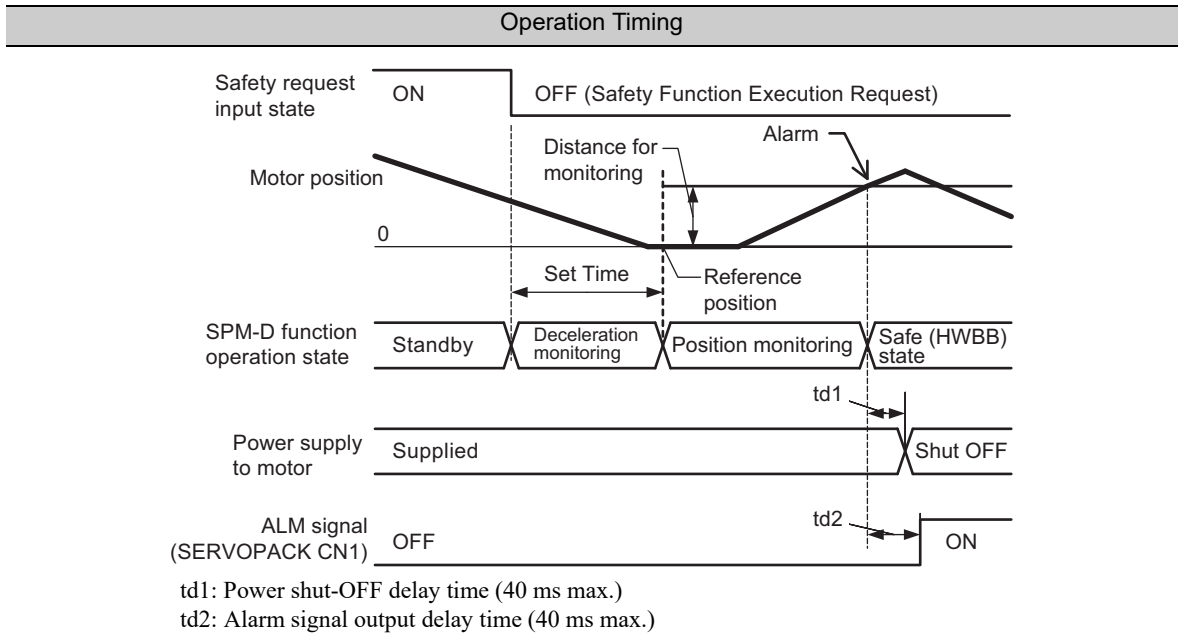 Operation Timing
Safety request
input state
ON
OFF (Safety Function Execution Request)
Alarm
Distance for
monitoring
Motor position
0
Set Time
Reference
position
SPM-D function
operation state
Standby
Deceleration
monitoring
Position monitoring
Safe (HWBB)
state
td1
Power supply
to motor
Supplied
Shut OFF
ALM signal
(SERVOPACK CN1)
OFF
td2
ON
td1: Power shut-OFF delay time (40 ms max.)
td2: Alarm signal output delay time (40 ms max.)